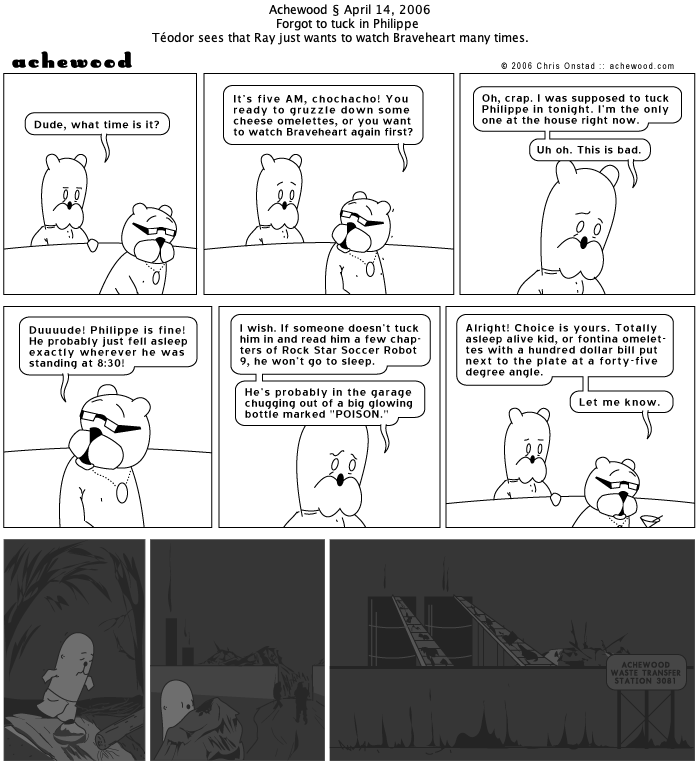 Achewood § April 14, 2006
Forgot to tuck in Philippe
Téodor sees that Ray just wants to watch Braveheart many times.
achewood
© 2006 Chris Onstad :: achewood.com
Dude, what time is it?
It's five AM, chochacho! You
ready to gruzzle down some
cheese omelettes, or you want
to watch Braveheart again first?
Oh, crap. I was supposed to tuck
Philippe in tonight. I'm the only
one at the house right now.
Uh oh. This is bad.
Duuuude! Philippe is fine!
He probably just fell asleep
exactly wherever he was
standing at 8:30!
I wish. If someone doesn't tuck
him in and read him a few chap-
ters of Rock Star Soccer Robot
9, he won't go to sleep.
He's probably in the garage
chugging out of a big glowing
bottle marked "POISON."
Alright! Choice is yours. Totally
asleep alive kid, or fontina omelet-
tes with a hundred dollar bill put
next to the plate at a forty-five
degree angle.
Let me know.
ACHEWOOD
WASTE TRANSFER
STATION 3081